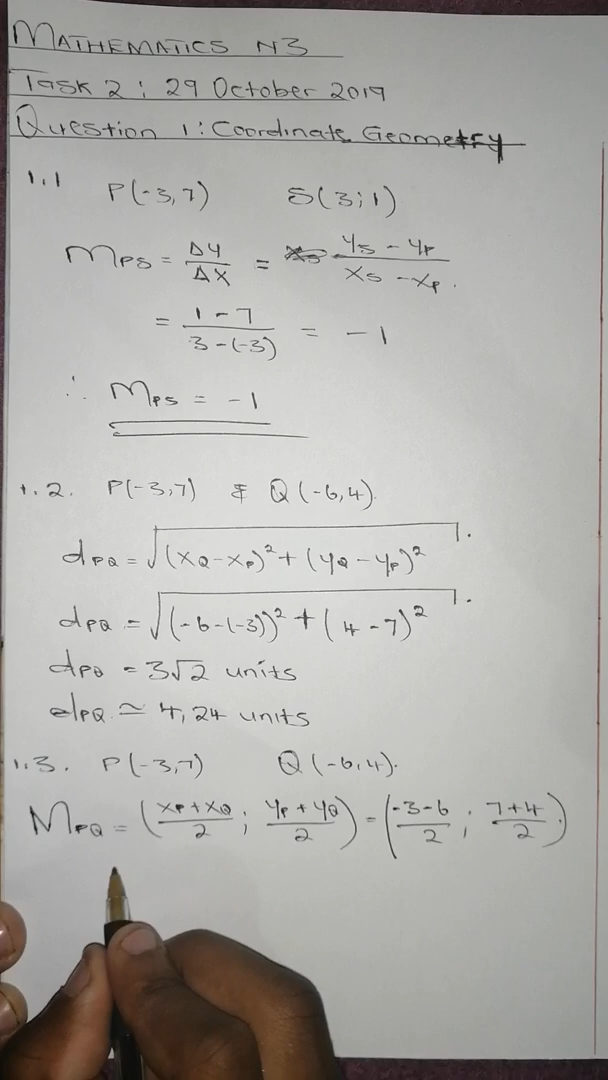 MATHEMATICS N3
Task 2 : 29 October 2019
Question 1: Coordinate Geometry
1.1 P(-3,7) S(3;1)
MPS = ΔY/ΔX = YS - YP / XS - XP.
= 1 - 7 / 3 - (-3) = -1
∴ MPS = -1
1.2. P(-3,7) & Q(-6,4).
dPQ = √(XQ-XP)² + (YQ-YP)²
dPQ = √(-6-(-3))² + (4-7)²
dPQ = 3√2 units
dPQ ≃ 4,24 units
1.3. P(-3,7) Q(-6,4).
MPQ = (XP+XQ/2 ; YP+YQ/2) = (-3-6/2 ; 7+4/2)